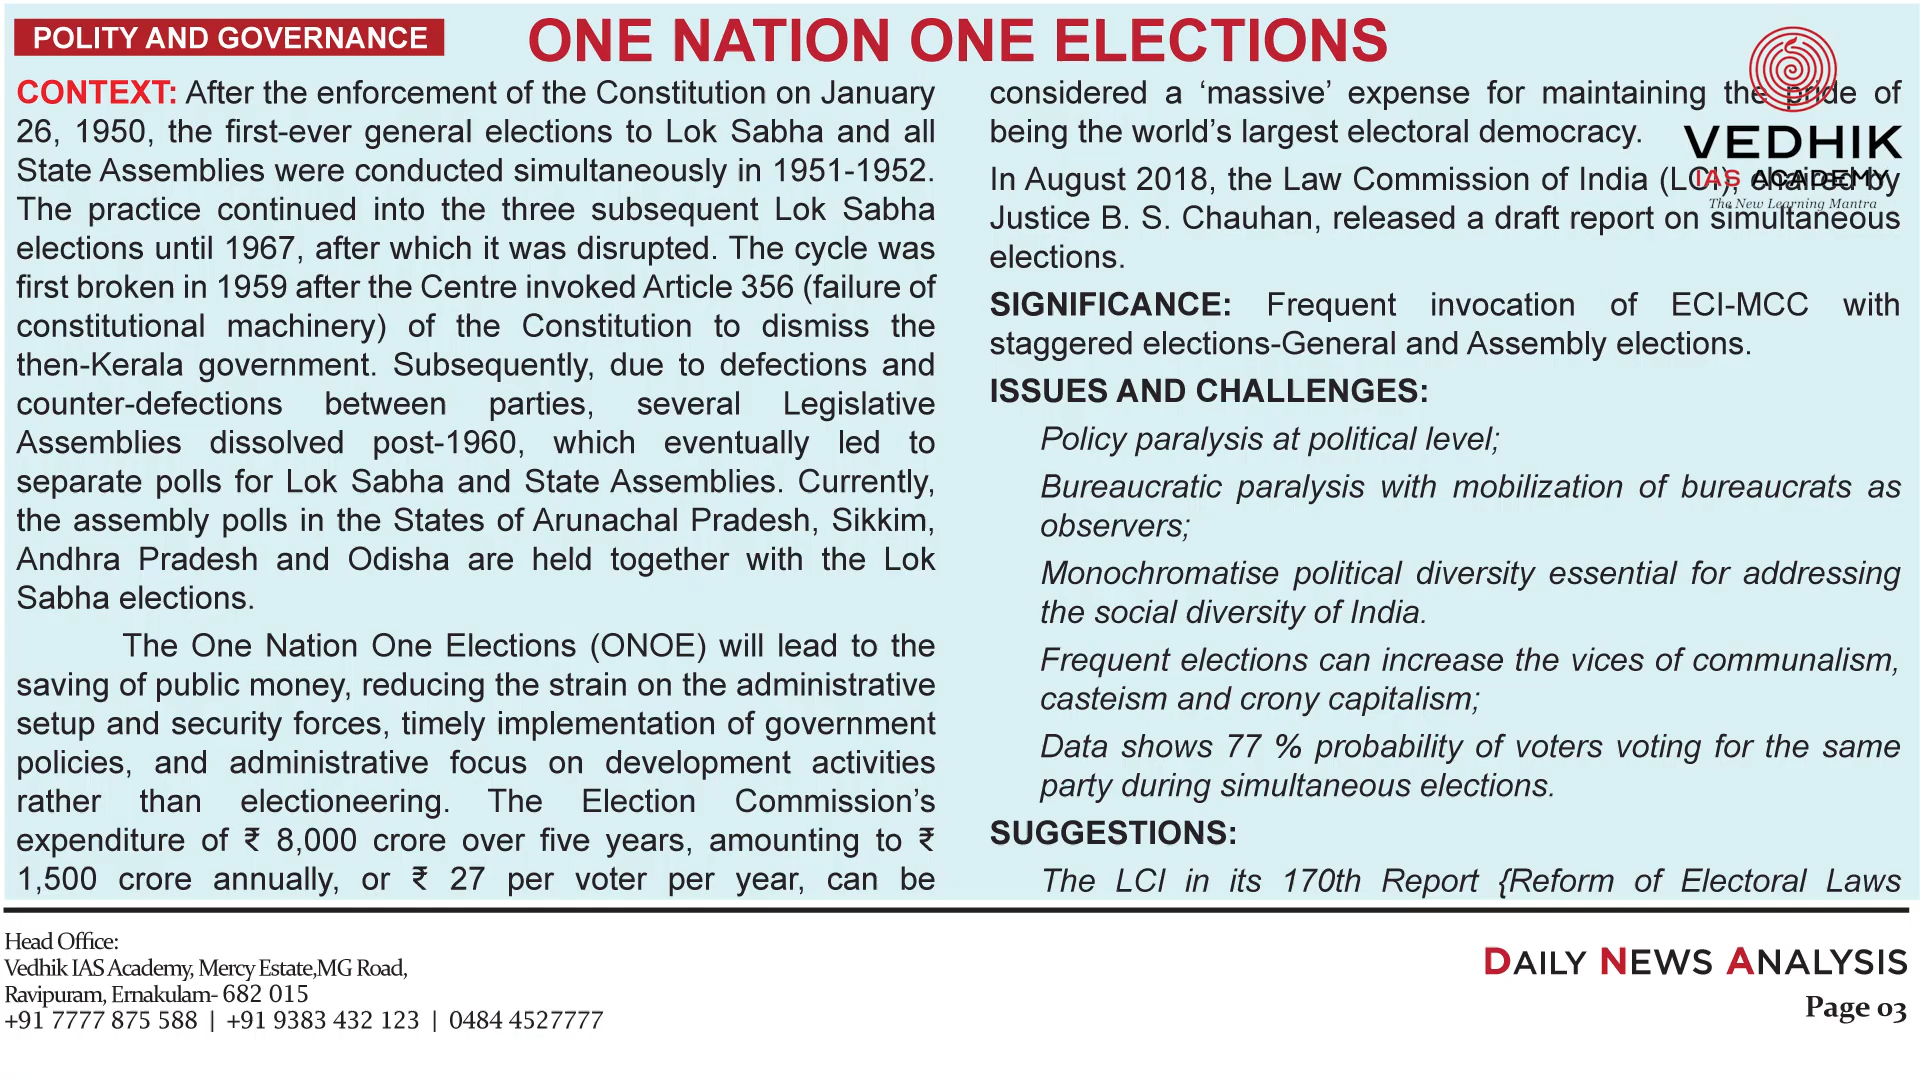 POLITY AND GOVERNANCE
ONE NATION ONE ELECTIONS
CONTEXT: After the enforcement of the Constitution on January
26, 1950, the first-ever general elections to Lok Sabha and all
State Assemblies were conducted simultaneously in 1951-1952.
The practice continued into the three subsequent Lok Sabha
elections until 1967, after which it was disrupted. The cycle was
first broken in 1959 after the Centre invoked Article 356 (failure of
constitutional machinery) of the Constitution to dismiss the
then-Kerala government. Subsequently, due to defections and
counter-defections between parties, several Legislative
Assemblies dissolved post-1960, which eventually led to
separate polls for Lok Sabha and State Assemblies. Currently,
the assembly polls in the States of Arunachal Pradesh, Sikkim,
Andhra Pradesh and Odisha are held together with the Lok
Sabha elections.
The One Nation One Elections (ONOE) will lead to the
saving of public money, reducing the strain on the administrative
setup and security forces, timely implementation of government
policies, and administrative focus on development activities
rather than electioneering. The Election Commission’s
expenditure of ₹ 8,000 crore over five years, amounting to ₹
1,500 crore annually, or ₹ 27 per voter per year, can be
considered a ‘massive’ expense for maintaining the pride of
being the world’s largest electoral democracy.
In August 2018, the Law Commission of India (LCI), chaired by
Justice B. S. Chauhan, released a draft report on simultaneous
elections.
SIGNIFICANCE: Frequent invocation of ECI-MCC with
staggered elections-General and Assembly elections.
ISSUES AND CHALLENGES:
Policy paralysis at political level;
Bureaucratic paralysis with mobilization of bureaucrats as
observers;
Monochromatise political diversity essential for addressing
the social diversity of India.
Frequent elections can increase the vices of communalism,
casteism and crony capitalism;
Data shows 77 % probability of voters voting for the same
party during simultaneous elections.
SUGGESTIONS:
The LCI in its 170th Report {Reform of Electoral Laws
VEDHIK
IAS ACADEMY
The New Learning Mantra
Head Office:
Vedhik IAS Academy, Mercy Estate,MG Road,
Ravipuram, Ernakulam- 682 015
+91 7777 875 588 | +91 9383 432 123 | 0484 4527777
DAILY NEWS ANALYSIS
Page 03